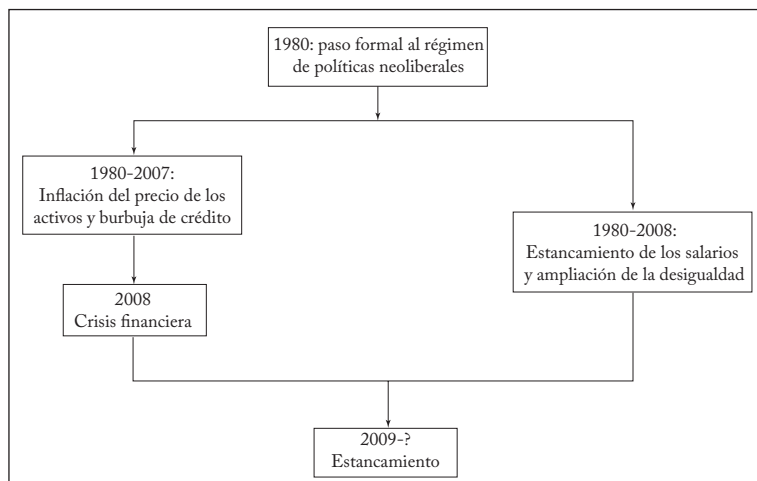 1980: paso formal al régimen
de políticas neoliberales
1980-2007:
Inflación del precio de los
activos y burbuja de crédito
1980-2008:
Estancamiento de los salarios
y ampliación de la desigualdad
2008
Crisis financiera
2009-?
Estancamiento